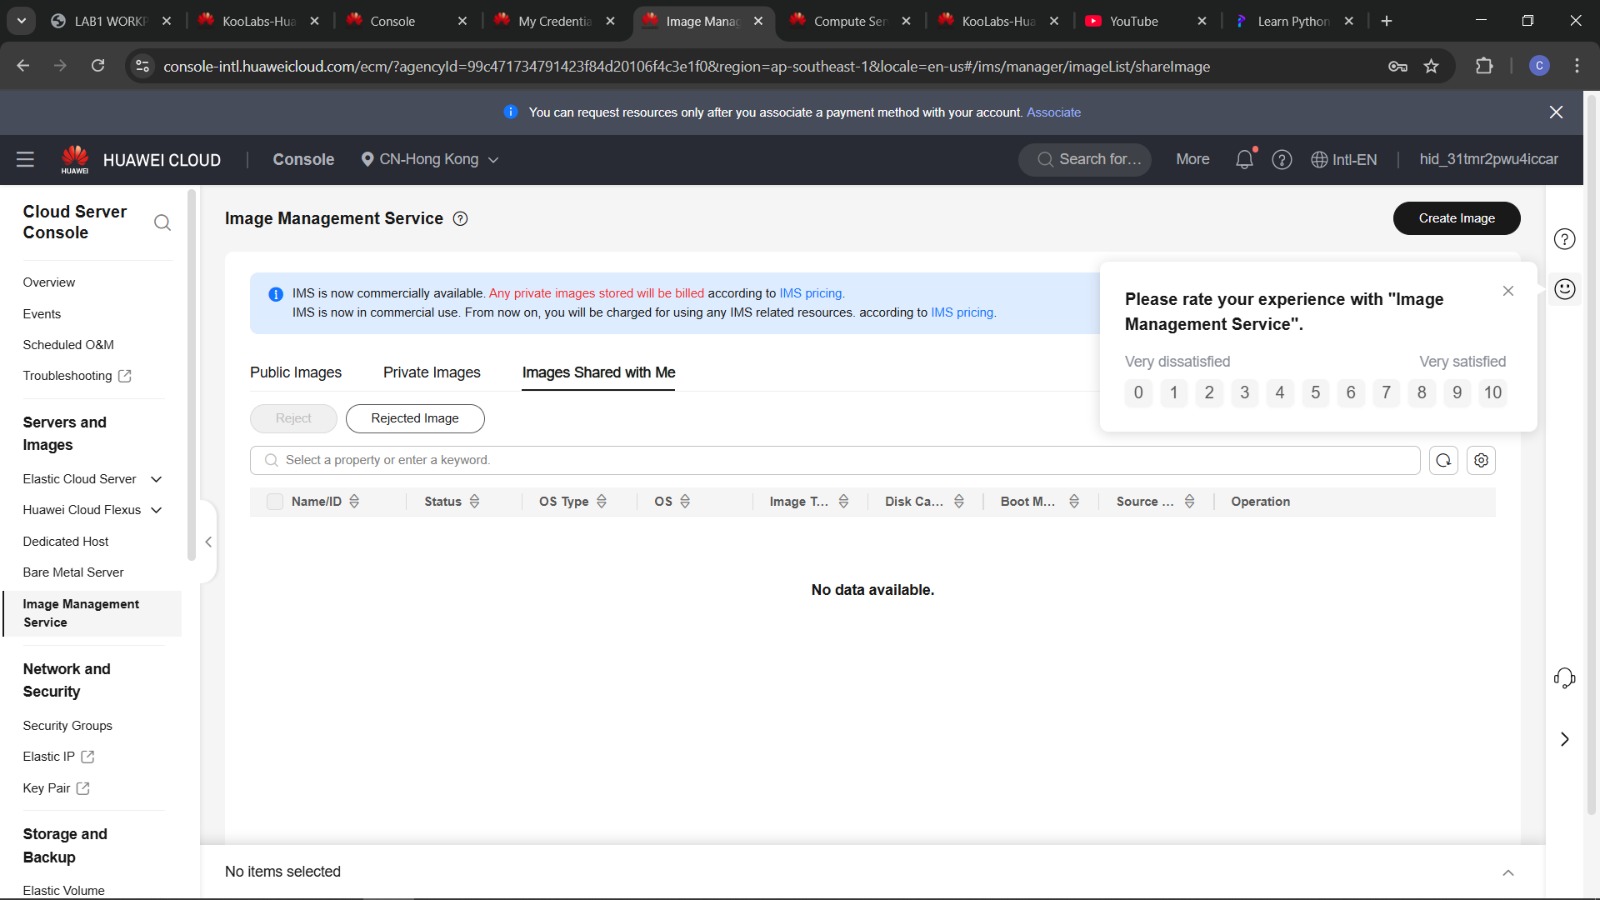 LAB1 WORKP
KooLabs-Hua
Console
My Credentia
Image Manag
Compute Ser
KooLabs-Hua
YouTube
Learn Python
console-intl.huaweicloud.com/ecm/?agencyId=99c471734791423f84d20106f4c3e1f0&region=ap-southeast-1&locale=en-us#/ims/manager/imageList/shareImage
C
You can request resources only after you associate a payment method with your account. Associate
HUAWEI
HUAWEI CLOUD
Console
CN-Hong Kong
Search for...
More
Intl-EN
hid_31tmr2pwu4iccar
Cloud Server
Console
Overview
Events
Scheduled O&M
Troubleshooting
Servers and
Images
Elastic Cloud Server
Huawei Cloud Flexus
Dedicated Host
Bare Metal Server
Image Management
Service
Network and
Security
Security Groups
Elastic IP
Key Pair
Storage and
Backup
Elastic Volume
Image Management Service
Create Image
IMS is now commercially available. Any private images stored will be billed according to IMS pricing.
IMS is now in commercial use. From now on, you will be charged for using any IMS related resources. according to IMS pricing.
Please rate your experience with "Image
Management Service".
Very dissatisfied
Very satisfied
0 1 2 3 4 5 6 7 8 9 10
Public Images
Private Images
Images Shared with Me
Reject
Rejected Image
Select a property or enter a keyword.
Name/ID
Status
OS Type
OS
Image T...
Disk Ca...
Boot M...
Source ...
Operation
No data available.
No items selected